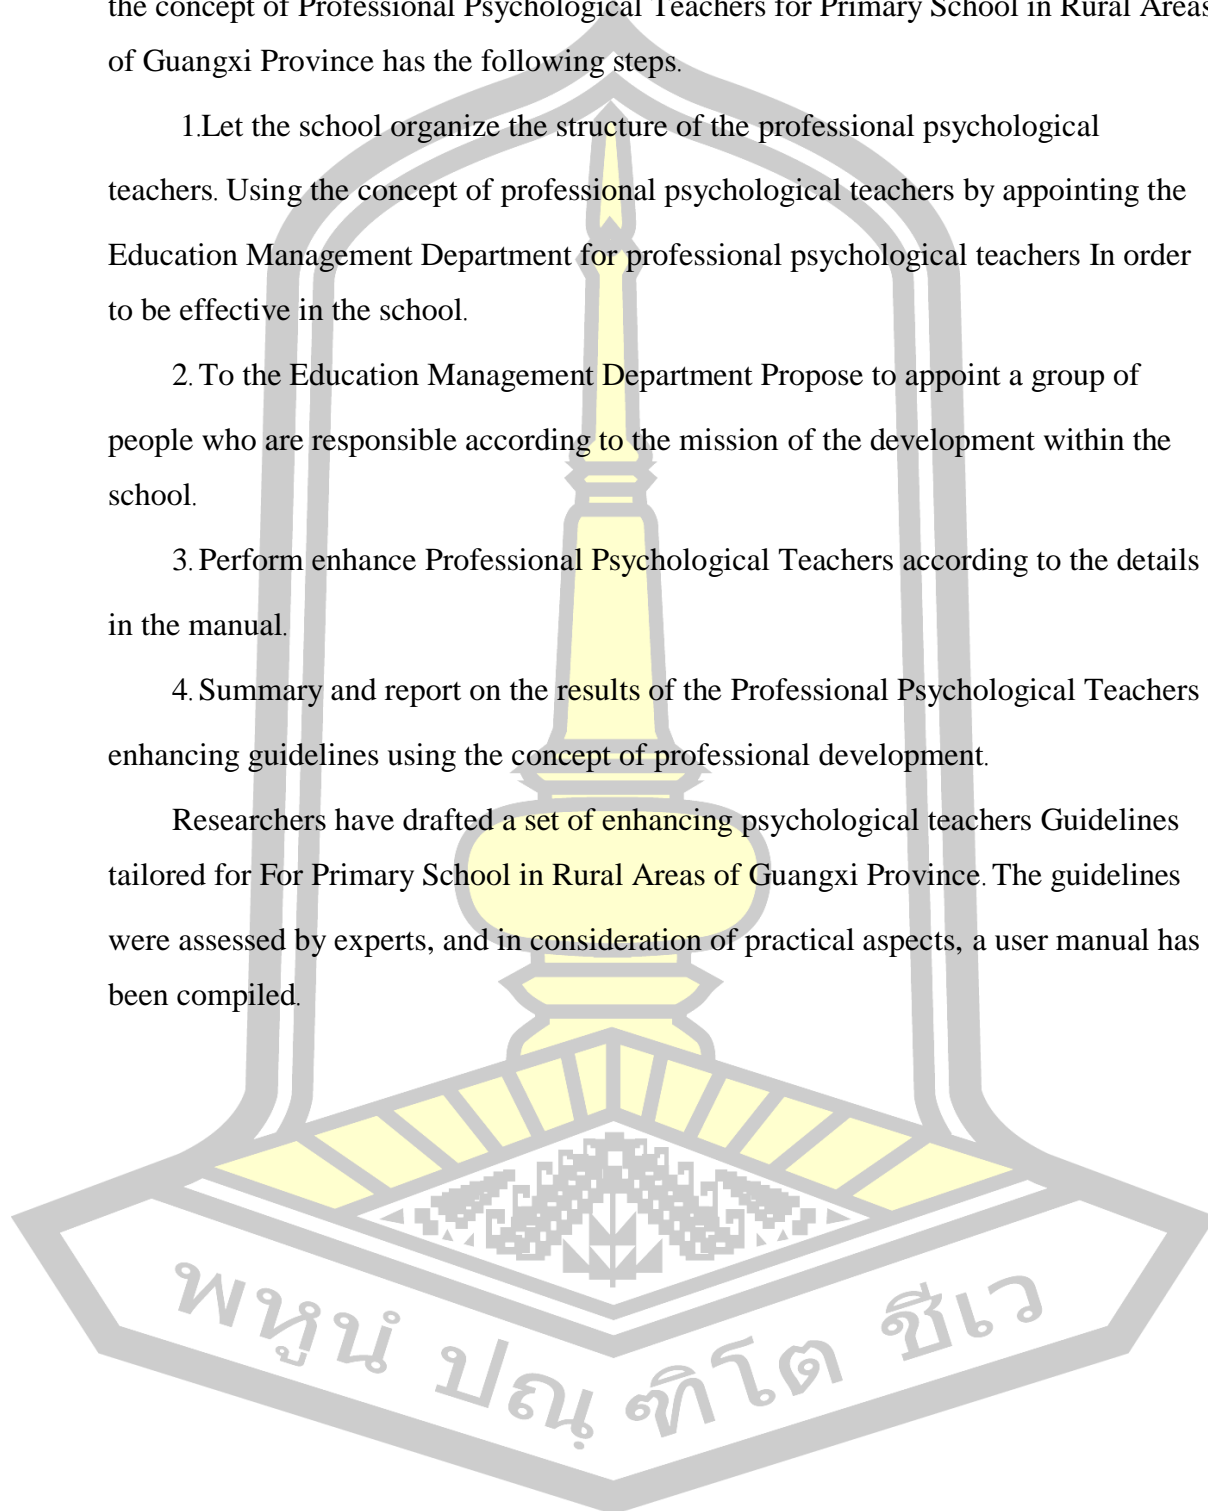 the concept of Professional Psychological Teachers for Primary School in Rural Areas
of Guangxi Province has the following steps.
1.Let the school organize the structure of the professional psychological
teachers. Using the concept of professional psychological teachers by appointing the
Education Management Department for professional psychological teachers In order
to be effective in the school.
2. To the Education Management Department Propose to appoint a group of
people who are responsible according to the mission of the development within the
school.
3. Perform enhance Professional Psychological Teachers according to the details
in the manual.
4. Summary and report on the results of the Professional Psychological Teachers
enhancing guidelines using the concept of professional development.
Researchers have drafted a set of enhancing psychological teachers Guidelines
tailored for For Primary School in Rural Areas of Guangxi Province. The guidelines
were assessed by experts, and in consideration of practical aspects, a user manual has
been compiled.
พหูนํ ปณฺ ฑิโต ชีเว